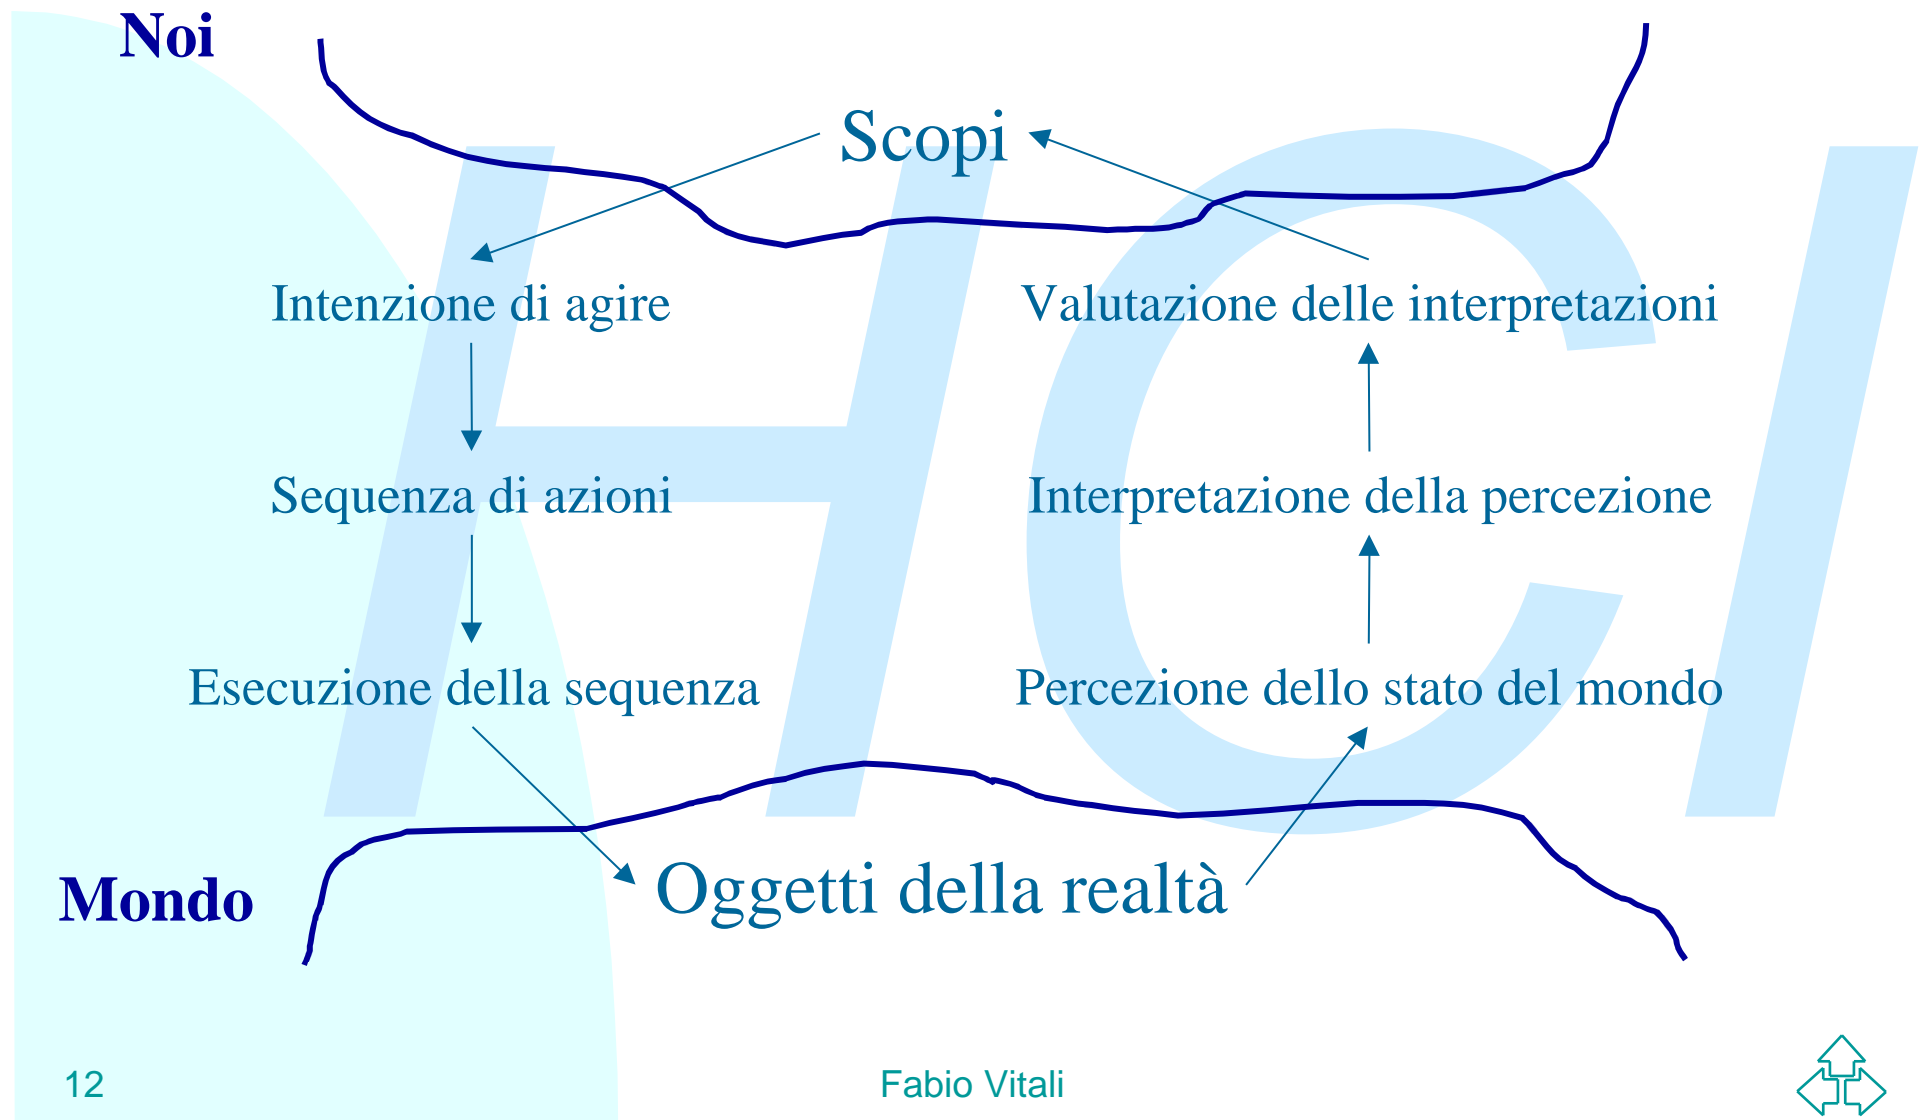 Noi
Scopi
Intenzione di agire
Valutazione delle interpretazioni
Sequenza di azioni
Interpretazione della percezione
Esecuzione della sequenza
Percezione dello stato del mondo
Mondo
Oggetti della realtà
HCI
12
Fabio Vitali